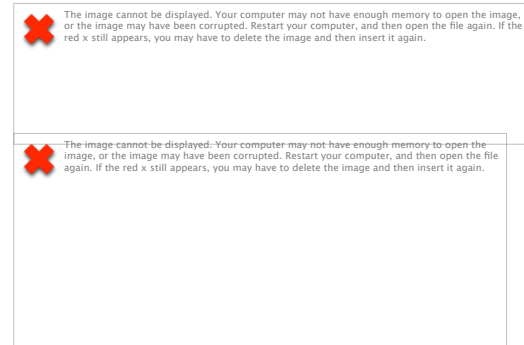 The image cannot be displayed. Your computer may not have enough memory to open the image,
or the image may have been corrupted. Restart your computer, and then open the file again. If the
red x still appears, you may have to delete the image and then insert it again.
The image cannot be displayed. Your computer may not have enough memory to open the
image, or the image may have been corrupted. Restart your computer, and then open the file
again. If the red x still appears, you may have to delete the image and then insert it again.